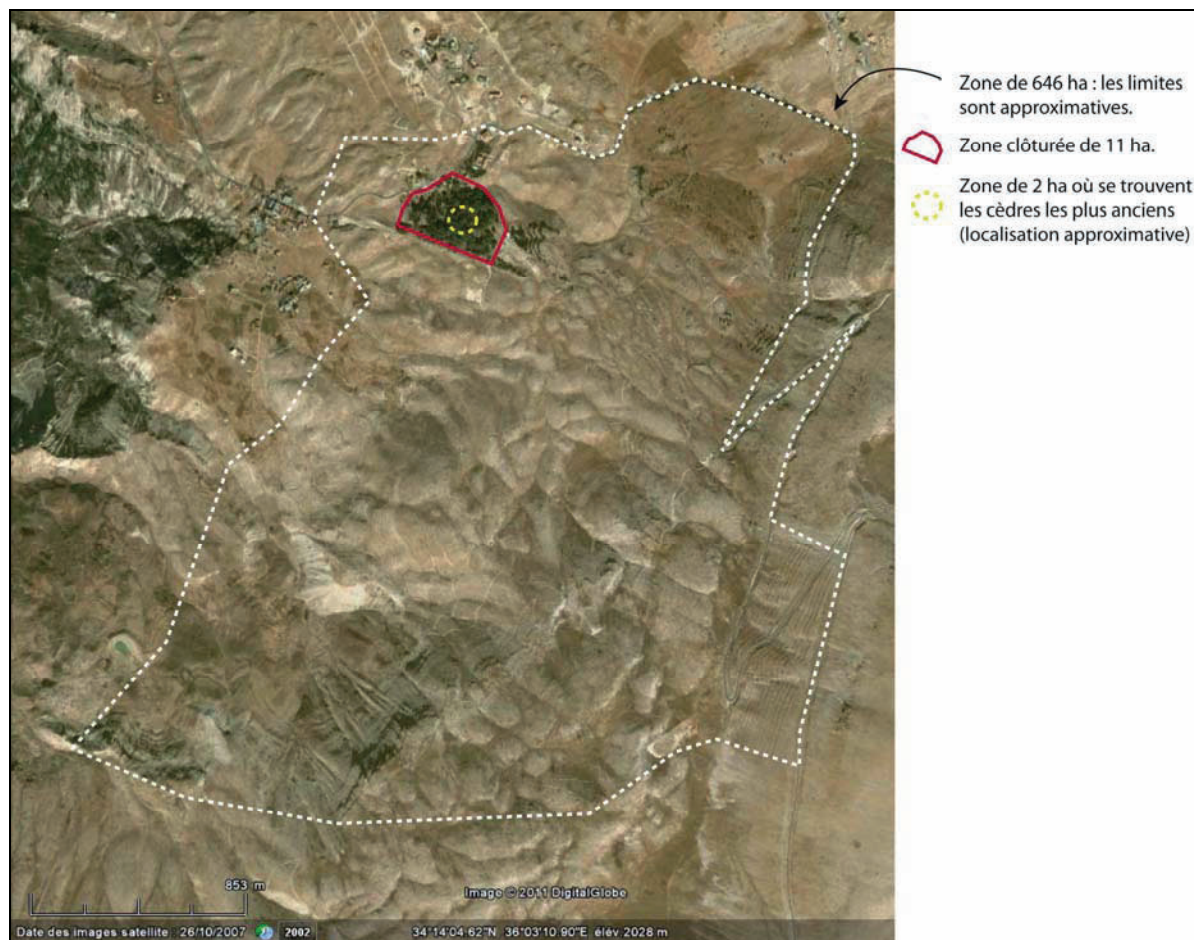 Zone de 646 ha : les limites
sont approximatives.
Zone clôturée de 11 ha.
Zone de 2 ha où se trouvent
les cèdres les plus anciens
(localisation approximative)
853 m
Image © 2011 DigitalGlobe
Date des images satellite : 26/10/2007 2002 34°14'04.62"N 36°03'10.90"E élév. 2028 m